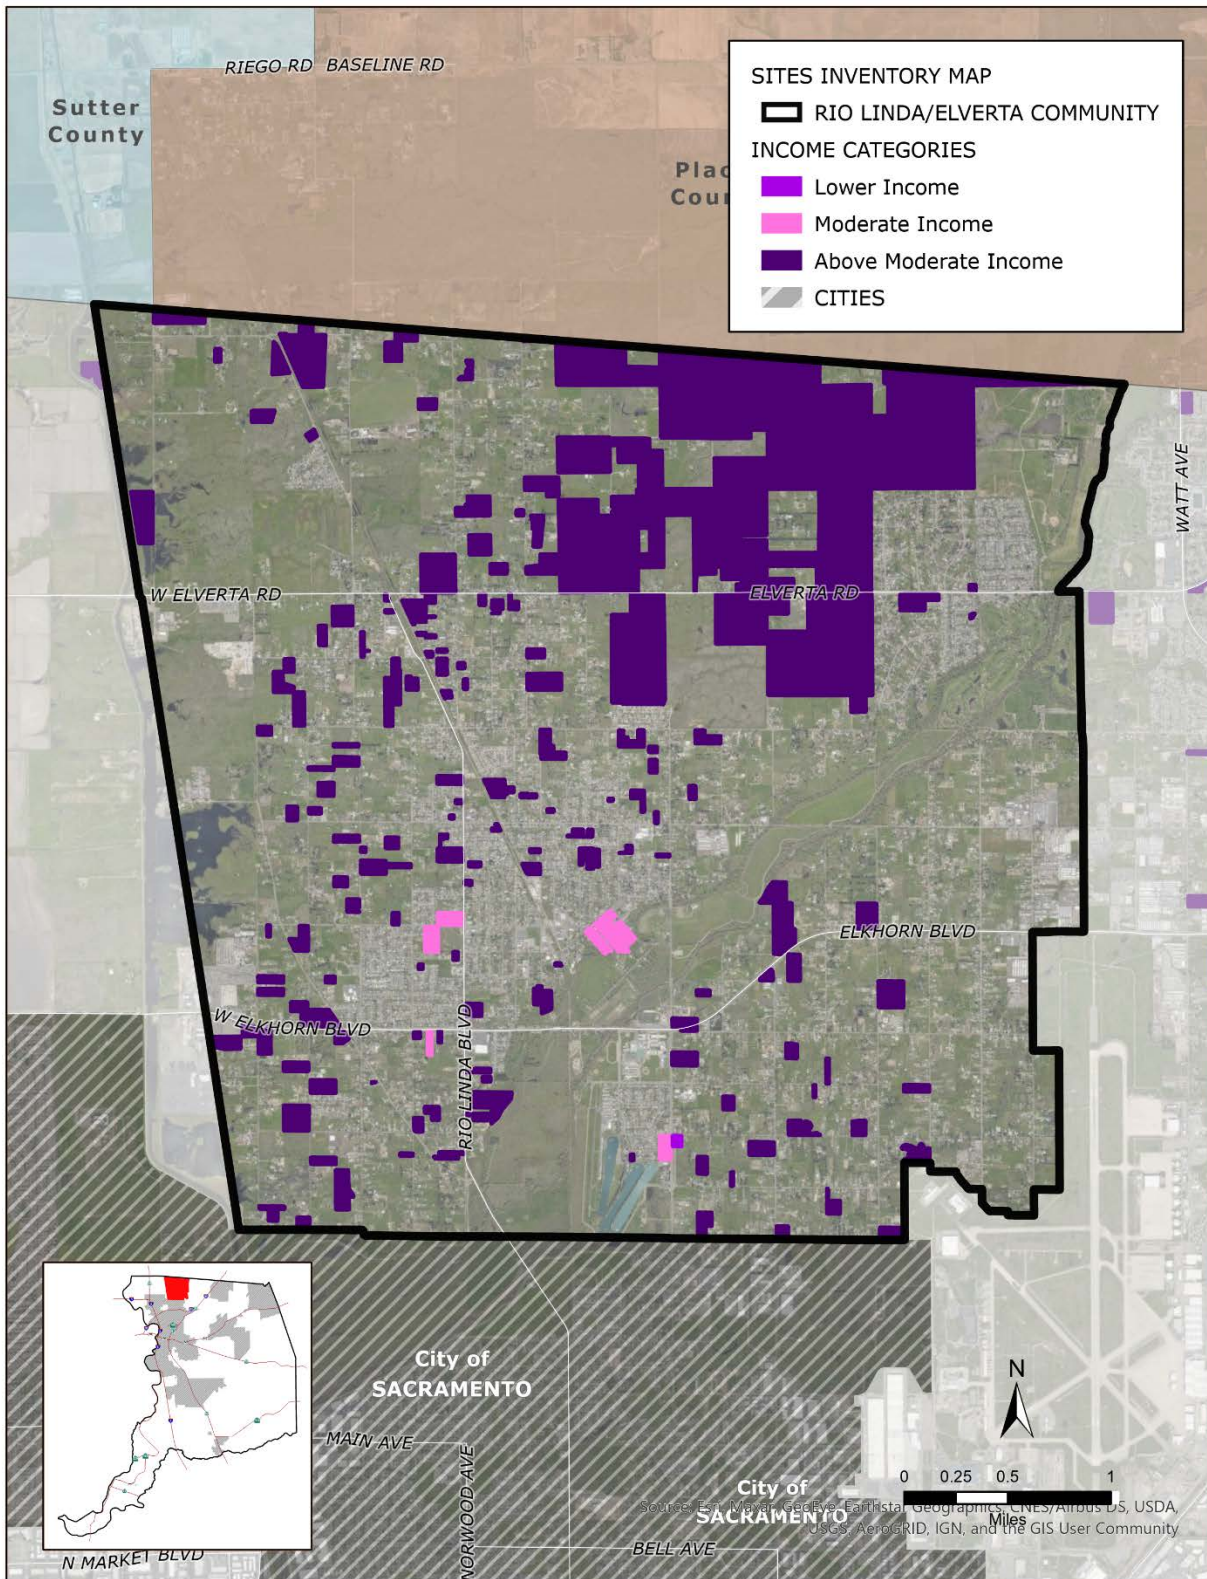 RIEGO RD BASELINE RD
Sutter
County
Plac
Coun
SITES INVENTORY MAP
RIO LINDA/ELVERTA COMMUNITY
INCOME CATEGORIES
Lower Income
Moderate Income
Above Moderate Income
CITIES
WATT AVE
W ELVERTA RD
ELVERTA RD
ELKHORN BLVD
W ELKHORN BLVD
RIO LINDA BLVD
City of
SACRAMENTO
MAIN AVE
NORWOOD AVE
N MARKET BLVD
BELL AVE
City of
SACRAMENTO
N
0 0.25 0.5 1
Miles
Source: Esri, Maxar, GeoEye, Earthstar Geographics, CNES/Airbus DS, USDA,
USGS, AeroGRID, IGN, and the GIS User Community